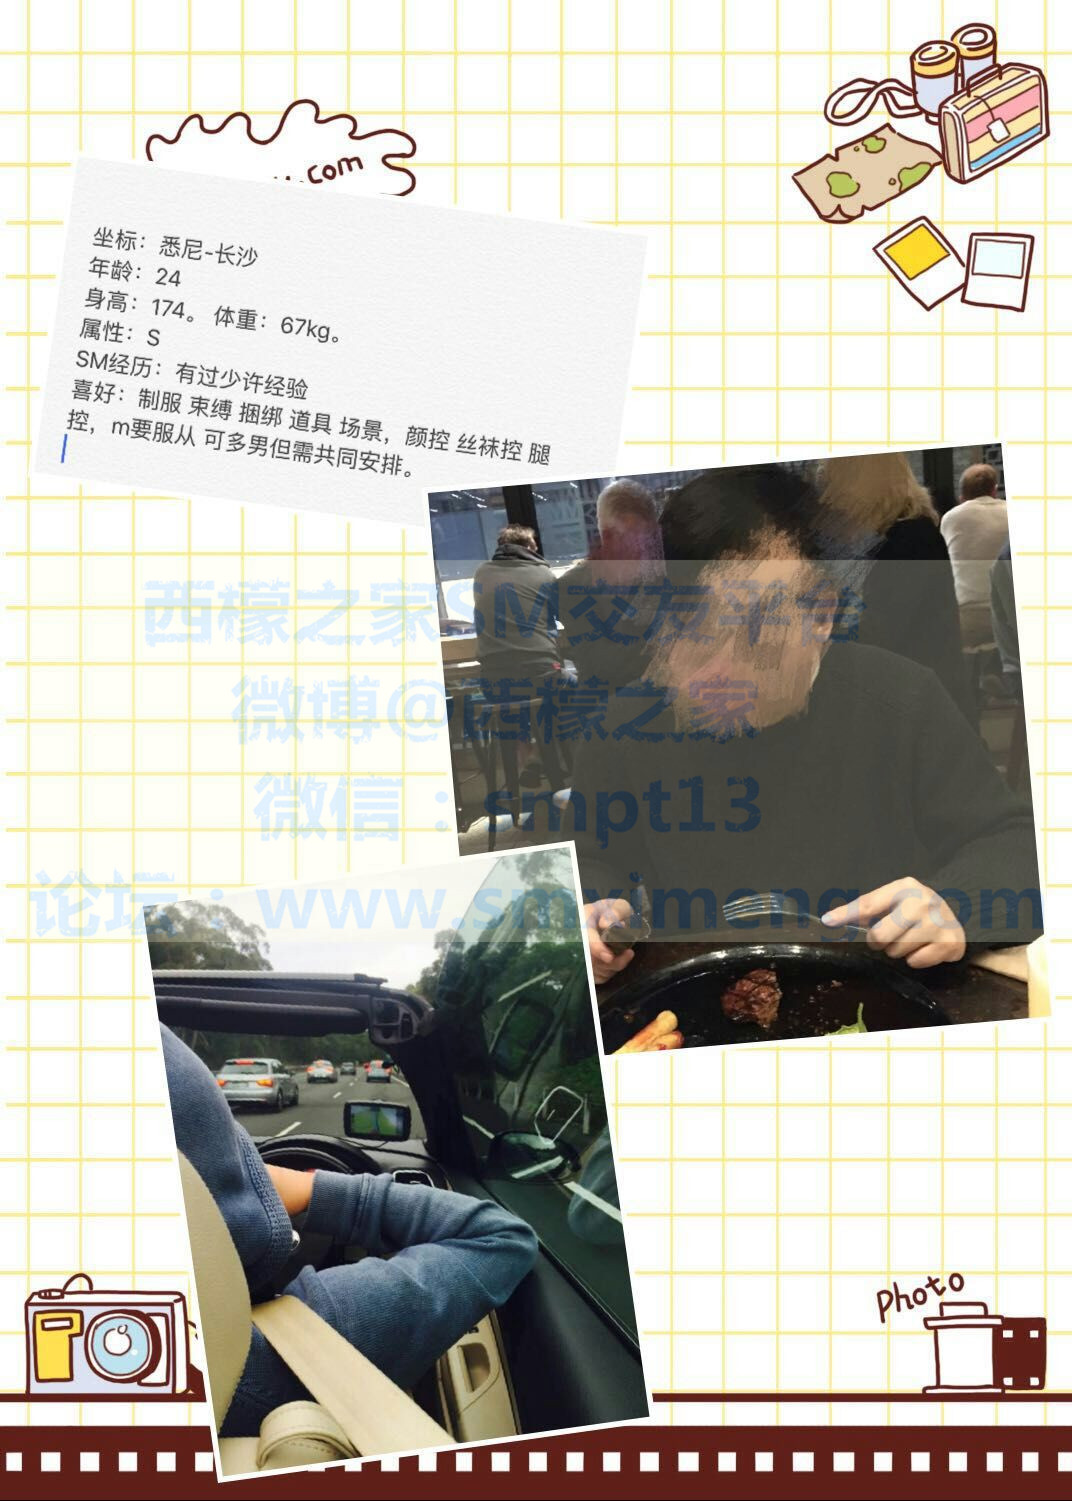 .com
坐标：悉尼-长沙
年龄：24
身高：174。 体重：67kg。
属性：S
SM经历：有过少许经验
喜好：制服 束缚 捆绑 道具 场景，颜控 丝袜控 腿
控，m要服从 可多男但需共同安排。
西檬之家SM交友平台
微博@西檬之家
微信：smpt13
论坛：www.smximeng.com
photo